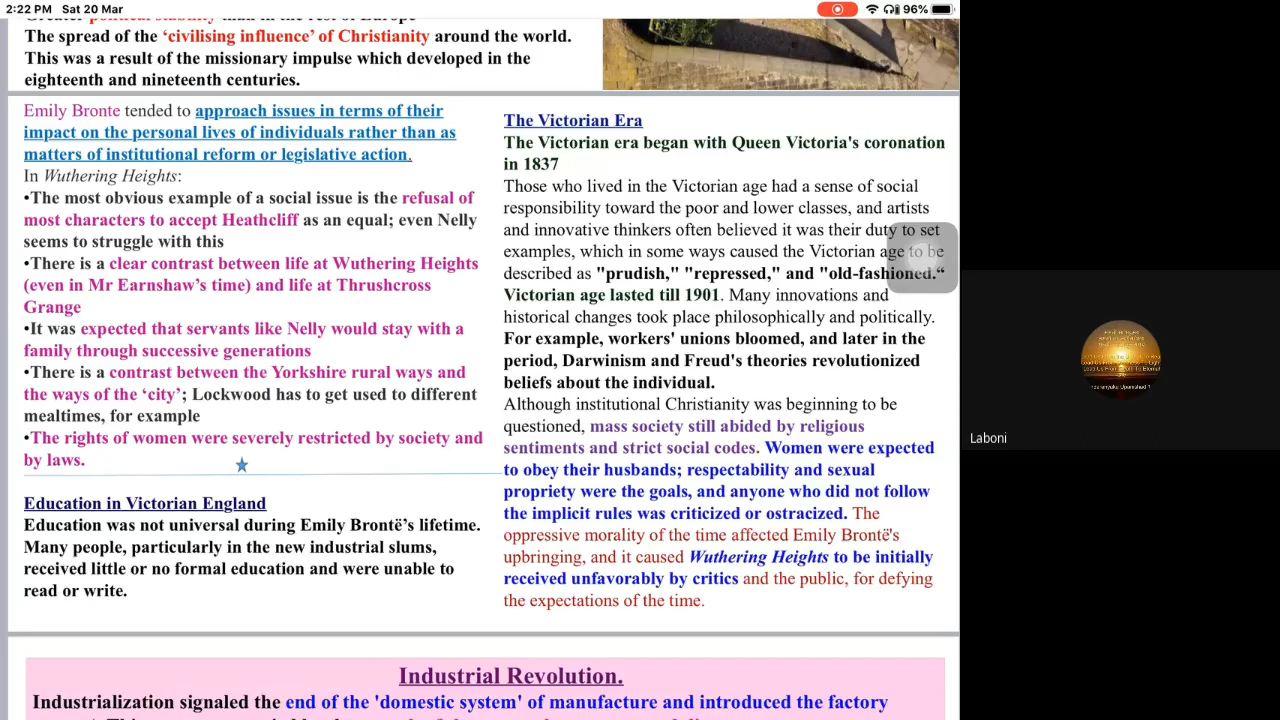 2:22 PM Sat 20 Mar
96%
Greater political stability than in the rest of Europe
The spread of the ‘civilising influence’ of Christianity around the world.
This was a result of the missionary impulse which developed in the
eighteenth and nineteenth centuries.
Emily Bronte tended to approach issues in terms of their
impact on the personal lives of individuals rather than as
matters of institutional reform or legislative action.
In Wuthering Heights:
•The most obvious example of a social issue is the refusal of
most characters to accept Heathcliff as an equal; even Nelly
seems to struggle with this
•There is a clear contrast between life at Wuthering Heights
(even in Mr Earnshaw’s time) and life at Thrushcross
Grange
•It was expected that servants like Nelly would stay with a
family through successive generations
•There is a contrast between the Yorkshire rural ways and
the ways of the ‘city’; Lockwood has to get used to different
mealtimes, for example
•The rights of women were severely restricted by society and
by laws.
Education in Victorian England
Education was not universal during Emily Brontë’s lifetime.
Many people, particularly in the new industrial slums,
received little or no formal education and were unable to
read or write.
The Victorian Era
The Victorian era began with Queen Victoria's coronation
in 1837
Those who lived in the Victorian age had a sense of social
responsibility toward the poor and lower classes, and artists
and innovative thinkers often believed it was their duty to set
examples, which in some ways caused the Victorian age to be
described as "prudish," "repressed," and "old-fashioned.“
Victorian age lasted till 1901. Many innovations and
historical changes took place philosophically and politically.
For example, workers' unions bloomed, and later in the
period, Darwinism and Freud's theories revolutionized
beliefs about the individual.
Although institutional Christianity was beginning to be
questioned, mass society still abided by religious
sentiments and strict social codes. Women were expected
to obey their husbands; respectability and sexual
propriety were the goals, and anyone who did not follow
the implicit rules was criticized or ostracized. The
oppressive morality of the time affected Emily Brontë's
upbringing, and it caused Wuthering Heights to be initially
received unfavorably by critics and the public, for defying
the expectations of the time.
Industrial Revolution.
Industrialization signaled the end of the 'domestic system' of manufacture and introduced the factory
Laboni